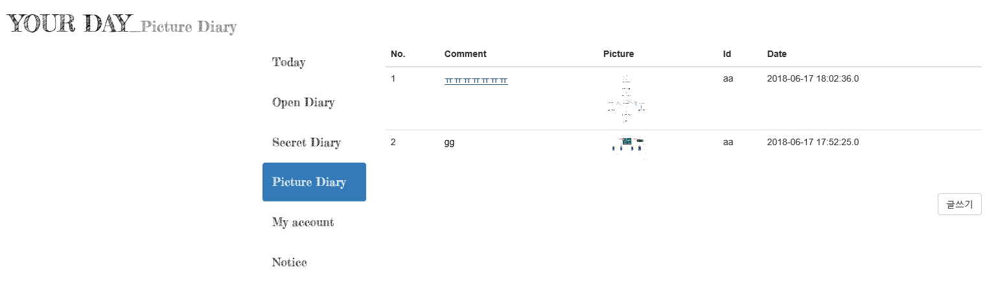 YOUR DAY_Picture Diary
Today
Open Diary
Secret Diary
Picture Diary
My account
Notice
No. Comment Picture Id Date
1 ㅠㅠㅠㅠㅠㅠㅠ aa 2018-06-17 18:02:36.0
2 gg aa 2018-06-17 17:52:25.0
글쓰기